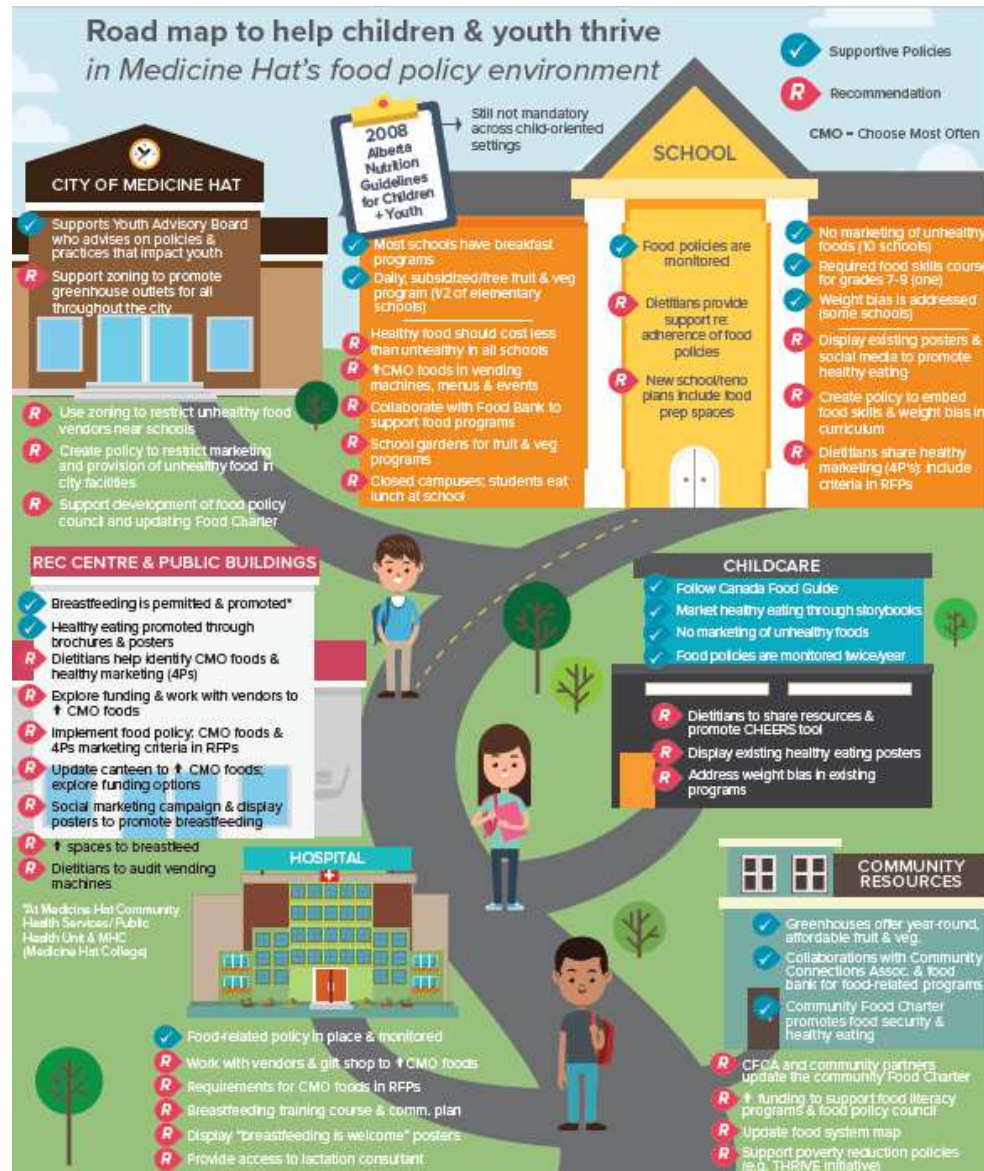 Road map to help children & youth thrive
in Medicine Hat's food policy environment
Supportive Policies
R
Recommendation
CMO = Choose Most Often
2008
Alberta
Nutrition
Guidelines
for Children
+ Youth
Still not mandatory
across child-oriented
settings
CITY OF MEDICINE HAT
Supports Youth Advisory Board
who advises on policies &
practices that impact youth
R Support zoning to promote
greenhouse outlets for all
throughout the city
R Use zoning to restrict unhealthy food
vendors near schools
R Create policy to restrict marketing
and provision of unhealthy food in
city facilities
R Support development of food policy
council and updating Food Charter
SCHOOL
Most schools have breakfast
programs
Daily, subsidized/free fruit & veg
program (1/2 of elementary
schools)
R Healthy food should cost less
than unhealthy in all schools
R ↑CMO foods in vending
machines, menus & events
R Collaborate with Food Bank to
support food programs
R School gardens for fruit & veg
programs
R Closed campuses; students eat
lunch at school
Food policies are
monitored
R Dietitians provide
support re:
adherence of food
policies
R New school/reno
plans include food
prep spaces
No marketing of unhealthy
foods (10 schools)
Required food skills course
for grades 7-9 (one)
Weight bias is addressed
(some schools)
R Display existing posters &
social media to promote
healthy eating
R Create policy to embed
food skills & weight bias in
curriculum
R Dietitians share healthy
marketing (4P's); include
criteria in RFPs
REC CENTRE & PUBLIC BUILDINGS
Breastfeeding is permitted & promoted*
Healthy eating promoted through
brochures & posters
R Dietitians help identify CMO foods &
healthy marketing (4Ps)
R Explore funding & work with vendors to
↑ CMO foods
R Implement food policy: CMO foods &
4Ps marketing criteria in RFPs
R Update canteen to ↑ CMO foods;
explore funding options
R Social marketing campaign & display
posters to promote breastfeeding
R ↑ spaces to breastfeed
R Dietitians to audit vending
machines
*At Medicine Hat Community
Health Services/Public
Health Unit & MHC
(Medicine Hat College)
CHILDCARE
Follow Canada Food Guide
Market healthy eating through storybooks
No marketing of unhealthy foods
Food policies are monitored twice/year
R Dietitians to share resources &
promote CHEERS tool
R Display existing healthy eating posters
R Address weight bias in existing
programs
HOSPITAL
Food-related policy in place & monitored
R Work with vendors & gift shop to ↑CMO foods
R Requirements for CMO foods in RFPs
R Breastfeeding training course & comm. plan
R Display "breastfeeding is welcome" posters
R Provide access to lactation consultant
COMMUNITY
RESOURCES
Greenhouses offer year-round,
affordable fruit & veg.
Collaborations with Community
Connections Assoc. & food
bank for food-related programs
Community Food Charter
promotes food security &
healthy eating
R CFCA and community partners
update the community Food Charter
R ↑ funding to support food literacy
programs & food policy council
R Update food system map
R Support poverty reduction policies
(e.g. THRIVE initiative)